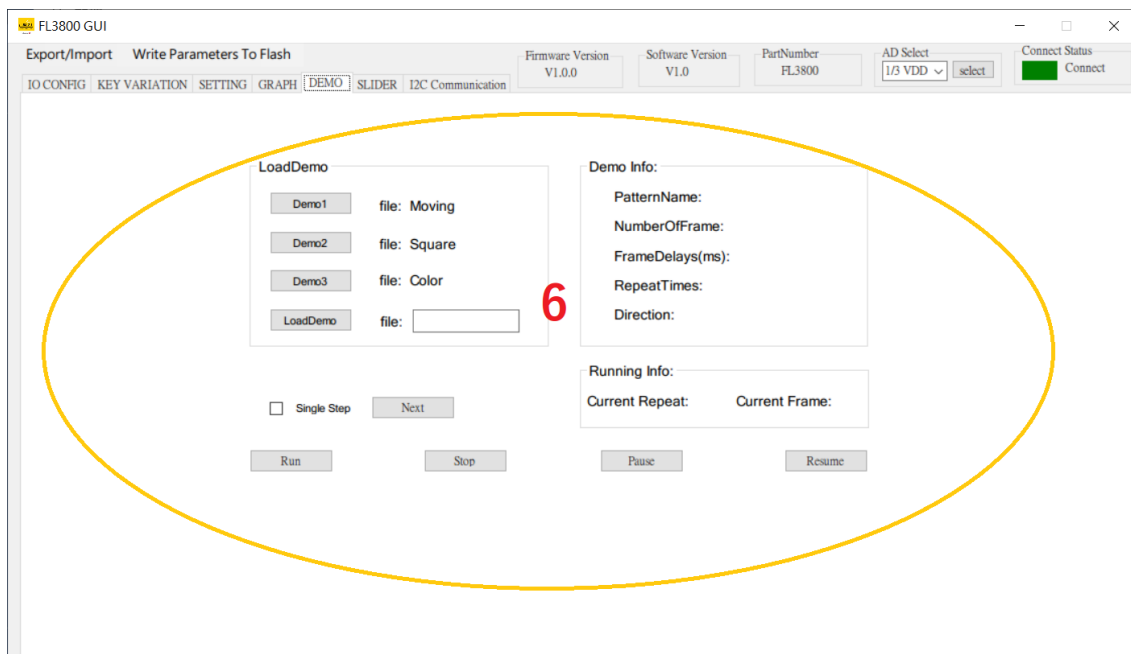 FL3800 GUI
Export/Import Write Parameters To Flash
Firmware Version
V1.0.0
Software Version
V1.0
PartNumber
FL3800
AD Select
1/3 VDD select
Connect Status
Connect
IO CONFIG KEY VARIATION SETTING GRAPH DEMO SLIDER I2C Communication
LoadDemo
Demo1 file: Moving
Demo2 file: Square
Demo3 file: Color
LoadDemo file:
6
Demo Info:
PatternName:
NumberOfFrame:
FrameDelays(ms):
RepeatTimes:
Direction:
Running Info:
Current Repeat: Current Frame:
Single Step Next
Run Stop Pause Resume